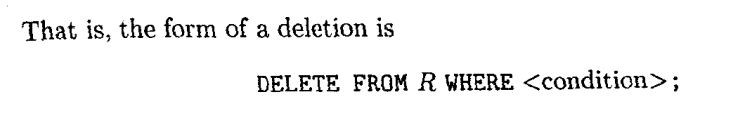 That is, the form of a deletion is
DELETE FROM R WHERE <condition>;